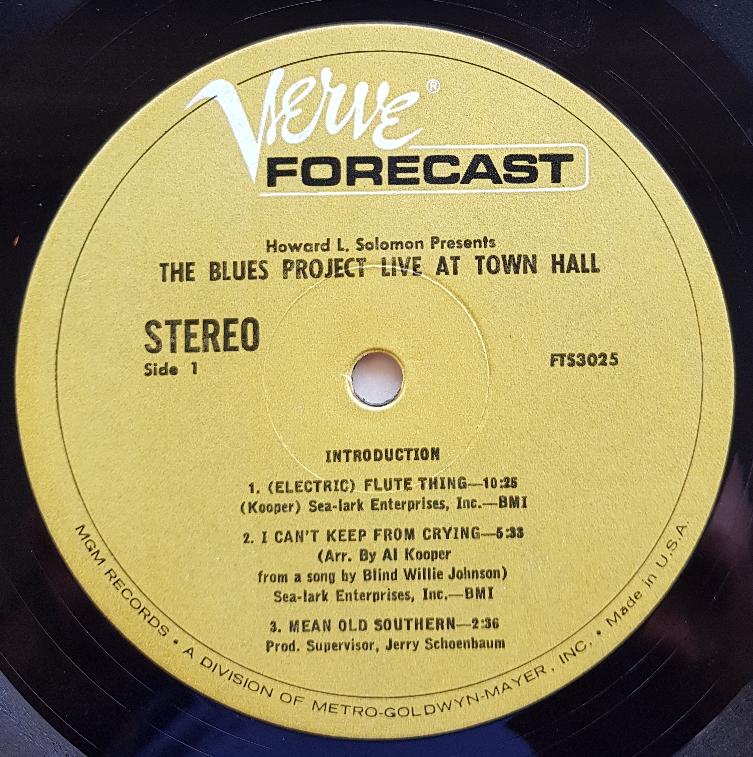 Verve®
FORECAST
Howard L. Solomon Presents
THE BLUES PROJECT LIVE AT TOWN HALL
STEREO
Side 1
FTS3025
INTRODUCTION
1. (ELECTRIC) FLUTE THING—10:25
(Kooper) Sea-lark Enterprises, Inc.—BMI
2. I CAN'T KEEP FROM CRYING—5:33
(Arr. By Al Kooper
from a song by Blind Willie Johnson)
Sea-lark Enterprises, Inc.—BMI
3. MEAN OLD SOUTHERN—2:36
Prod. Supervisor, Jerry Schoenbaum
MGM RECORDS • A DIVISION OF METRO-GOLDWYN-MAYER, INC. • Made in U.S.A.